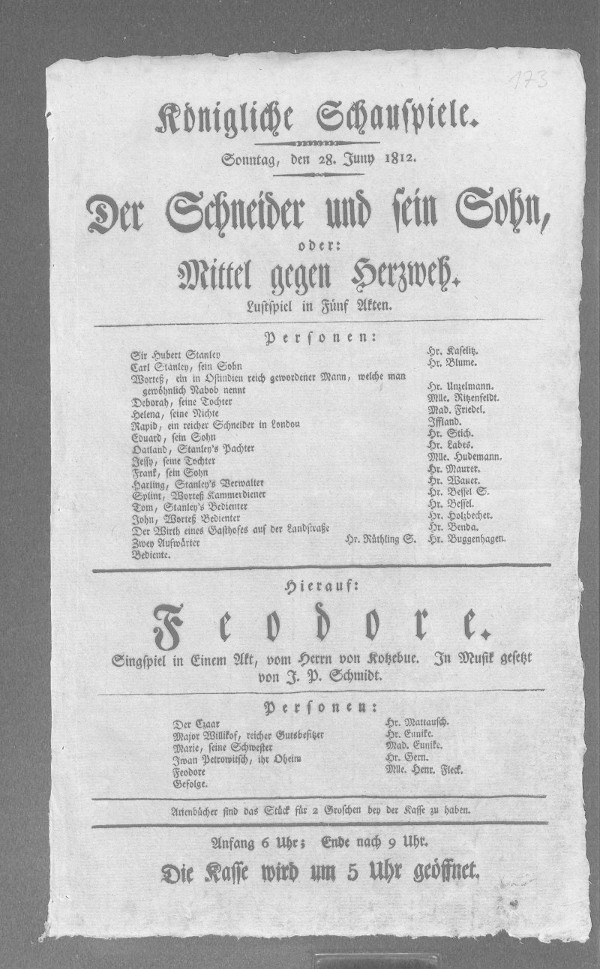 173
Königliche Schauspiele.
Sonntag, den 28. Juny 1812.
Der Schneider und sein Sohn,
oder:
Mittel gegen Herzweh.
Lustspiel in Fünf Akten.
Personen:
Sir Hubert Stanley Hr. Kaselitz.
Carl Stanley, sein Sohn Hr. Blume.
Worteß, ein in Ostindien reich gewordener Mann, welche man
gewöhnlich Nabob nennt Hr. Unzelmann.
Deborah, seine Tochter Mlle. Ritzenfeldt.
Helena, seine Nichte Mad. Friedel.
Rapid, ein reicher Schneider in London Iffland.
Eduard, sein Sohn Hr. Stich.
Oatland, Stanley's Pachter Hr. Labes.
Jessy, seine Tochter Mlle. Hudemann.
Frank, sein Sohn Hr. Maurer.
Harling, Stanley's Verwalter Hr. Wauer.
Splint, Worteß Kammerdiener Hr. Bessel S.
Tom, Stanley's Bedienter Hr. Bessel.
John, Worteß Bedienter Hr. Holzbecher.
Der Wirth eines Gasthofes auf der Landstraße Hr. Benda.
Zwey Aufwärter Hr. Rüthling S. Hr. Buggenhagen.
Bediente.
Hierauf:
Feodore.
Singspiel in Einem Akt, vom Herrn von Kotzebue. In Musik gesetzt
von J. P. Schmidt.
Personen:
Der Czaar Hr. Mattausch.
Major Willikof, reicher Gutsbesitzer Hr. Eunike.
Marie, seine Schwester Mad. Eunike.
Iwan Petrowitsch, ihr Oheim Hr. Gern.
Feodore Mlle. Henr. Fleck.
Gefolge.
Arienbücher sind das Stück für 2 Groschen bey der Kasse zu haben.
Anfang 6 Uhr; Ende nach 9 Uhr.
Die Kasse wird um 5 Uhr geöffnet.